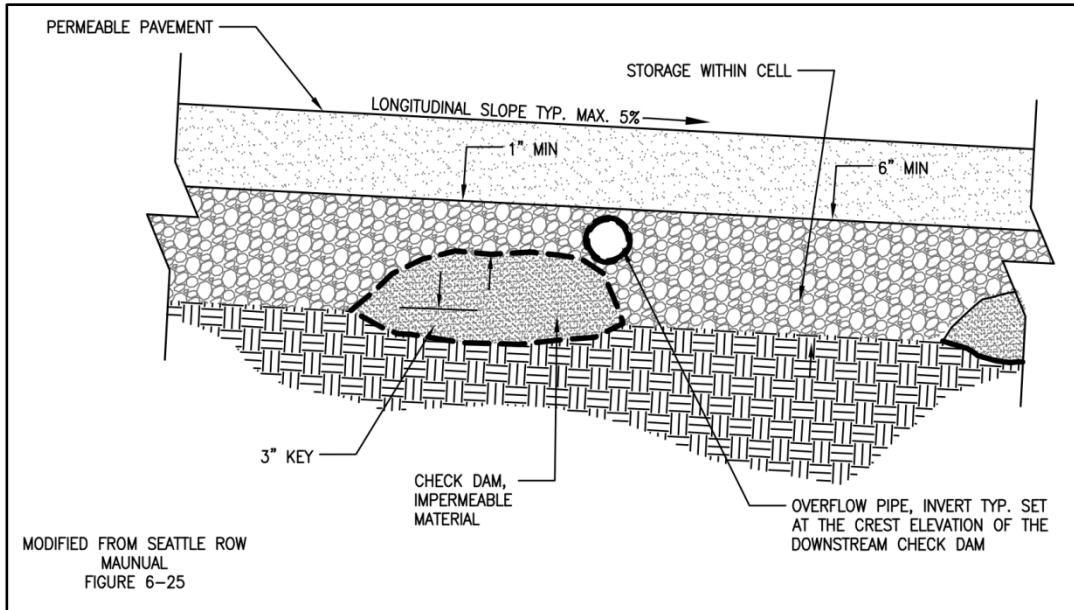 PERMEABLE PAVEMENT
STORAGE WITHIN CELL
LONGITUDINAL SLOPE TYP. MAX. 5%
1" MIN
6" MIN
3" KEY
CHECK DAM,
IMPERMEABLE
MATERIAL
OVERFLOW PIPE, INVERT TYP. SET
AT THE CREST ELEVATION OF THE
DOWNSTREAM CHECK DAM
MODIFIED FROM SEATTLE ROW
MAUNUAL
FIGURE 6-25